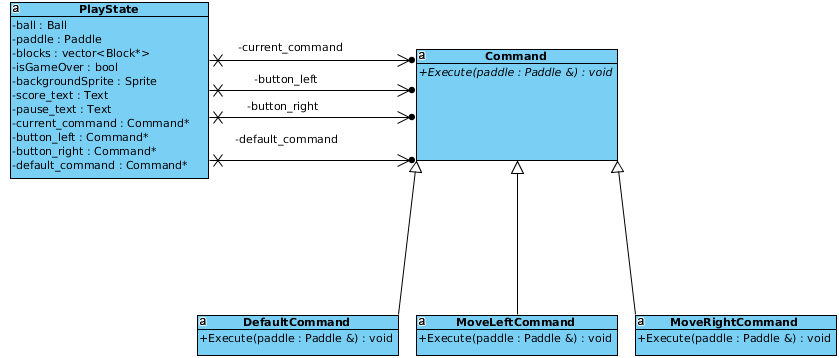 a PlayState
-ball : Ball
-paddle : Paddle
-blocks : vector<Block*>
-isGameOver : bool
-backgroundSprite : Sprite
-score_text : Text
-pause_text : Text
-current_command : Command*
-button_left : Command*
-button_right : Command*
-default_command : Command*
-current_command
-button_left
-button_right
-default_command
a Command
+Execute(paddle : Paddle &) : void
a DefaultCommand
+Execute(paddle : Paddle &) : void
a MoveLeftCommand
+Execute(paddle : Paddle &) : void
a MoveRightCommand
+Execute(paddle : Paddle &) : void